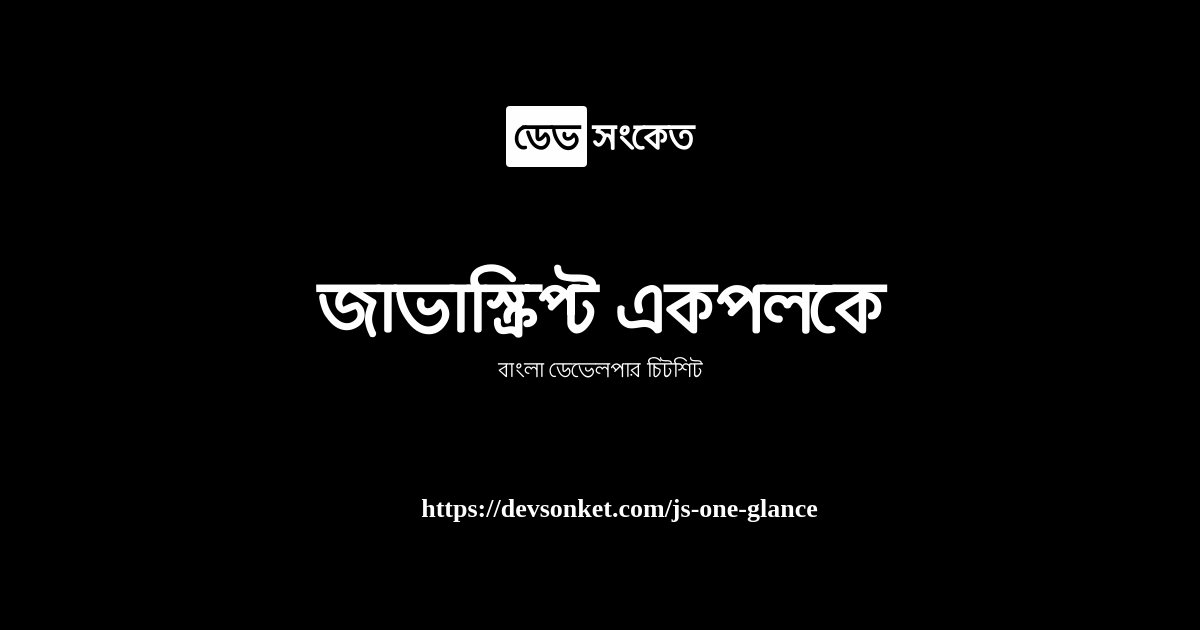 ডেভ সংকেত
জাভাস্ক্রিপ্ট একপলকে
বাংলা ডেভেলপার চিটশিট
https://devsonket.com/js-one-glance